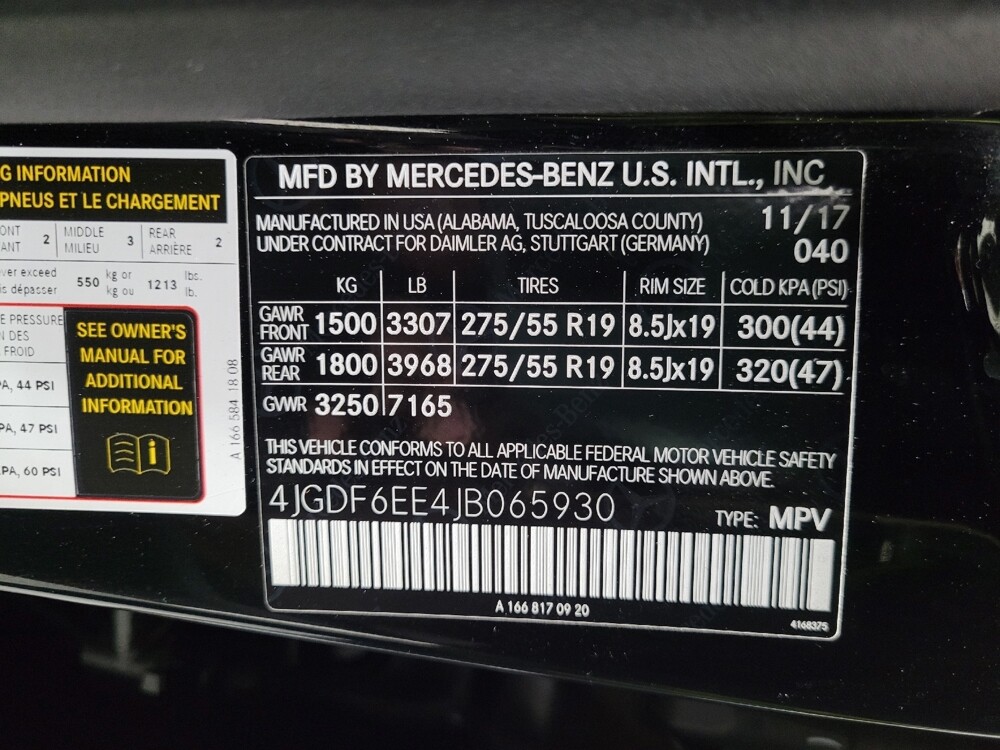 G INFORMATION
PNEUS ET LE CHARGEMENT
ONT
ANT 2 MIDDLE
MILIEU 3 REAR
ARRIÈRE 2
ver exceed
is dépasser 550 kg or
kg ou 1213 lbs.
lb.
E PRESSURE
N DES
FROID
PA, 44 PSI
PA, 47 PSI
PA, 60 PSI
SEE OWNER'S
MANUAL FOR
ADDITIONAL
INFORMATION
A 166 584 18 08
MFD BY MERCEDES-BENZ U.S. INTL., INC
MANUFACTURED IN USA (ALABAMA, TUSCALOOSA COUNTY) 11/17
UNDER CONTRACT FOR DAIMLER AG, STUTTGART (GERMANY) 040
KG LB TIRES RIM SIZE COLD KPA (PSI)
GAWR
FRONT 1500 3307 275/55 R19 8.5Jx19 300(44)
GAWR
REAR 1800 3968 275/55 R19 8.5Jx19 320(47)
GVWR 3250 7165
THIS VEHICLE CONFORMS TO ALL APPLICABLE FEDERAL MOTOR VEHICLE SAFETY
STANDARDS IN EFFECT ON THE DATE OF MANUFACTURE SHOWN ABOVE.
4JGDF6EE4JB065930 TYPE: MPV
A 166 817 09 20
4168375